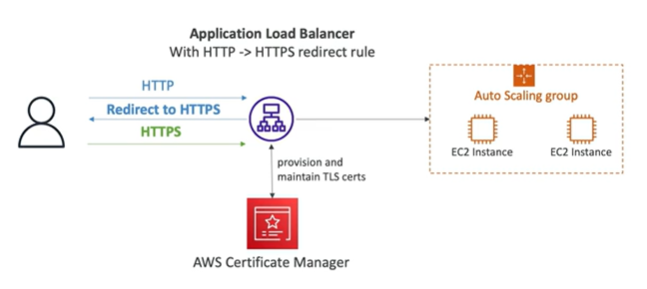 Application Load Balancer
With HTTP -> HTTPS redirect rule
HTTP
Redirect to HTTPS
HTTPS
Auto Scaling group
EC2 Instance
EC2 Instance
provision and
maintain TLS certs
AWS Certificate Manager